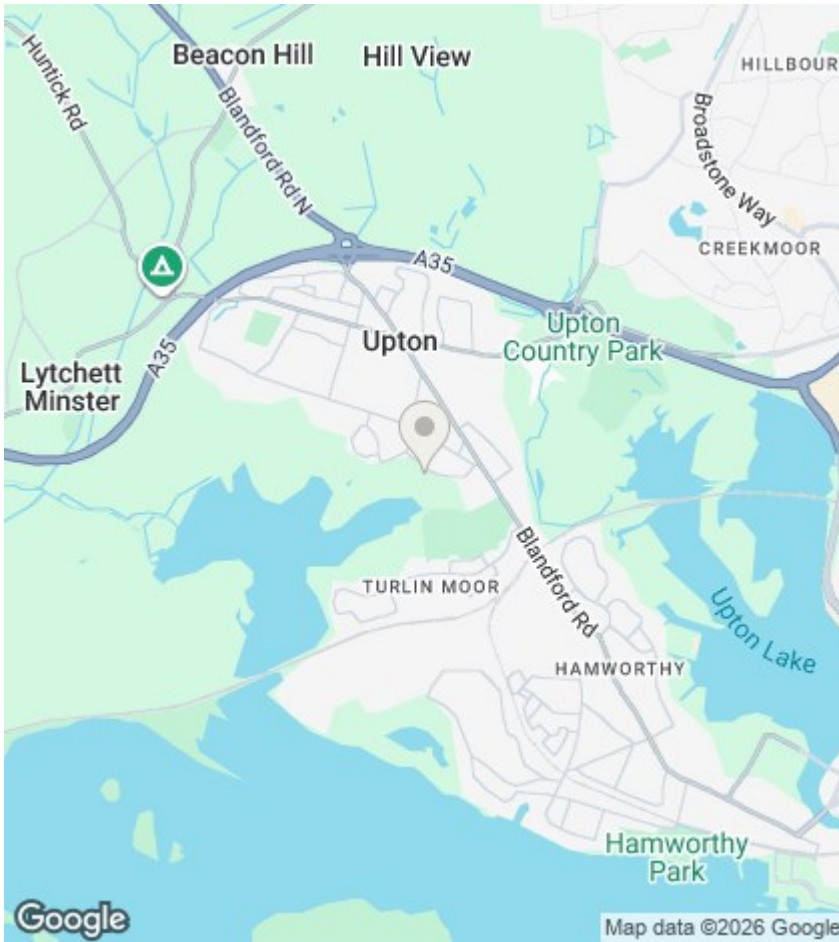 Beacon Hill
Hill View
HILLBOUR
Huntick Rd
Blandford Rd N
Broadstone Way
CREEKMOOR
A35
Upton
Country Park
Upton
A35
Lytchett
Minster
TURLIN MOOR
Blandford Rd
Upton Lake
HAMWORTHY
Hamworthy
Park
Google
Map data ©2026 Google